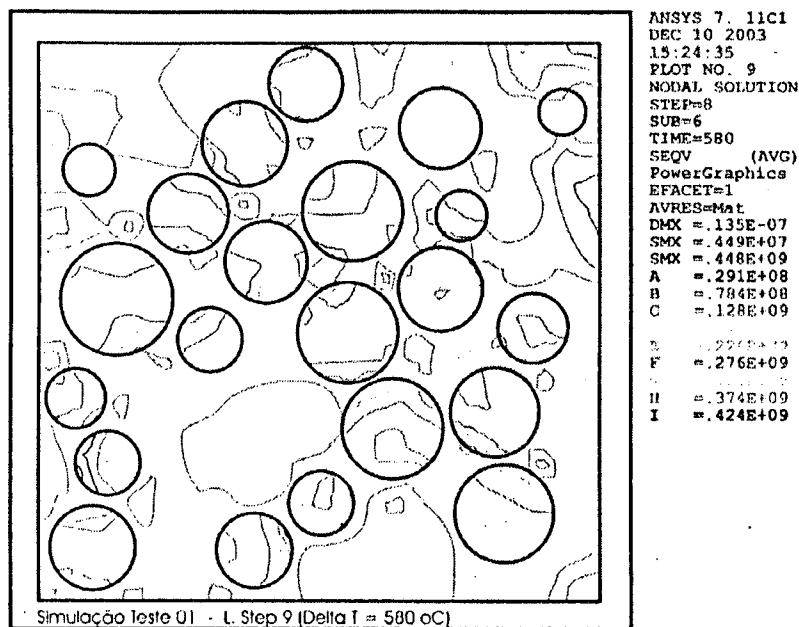 ANSYS 7. 11C1
DEC 10 2003
15:24:35
PLOT NO. 9
NODAL SOLUTION
STEP=8
SUB=6
TIME=580
SEQV (AVG)
PowerGraphics
EFACET=1
AVRES=Mat
DMX =.135E-07
SMX =.449E+07
SMX =.448E+09
A =.291E+08
B =.784E+08
C =.128E+09
F =.276E+09
H =.374E+09
I =.424E+09
Simulação Teste 01 - L. Step 9 (Delta T = 580 oC)